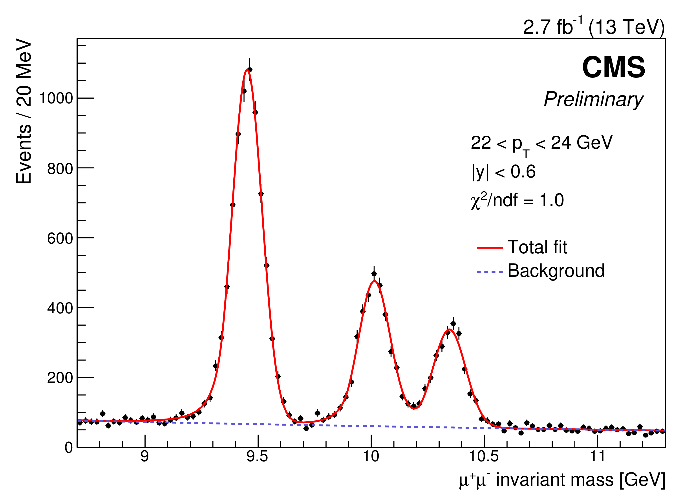 2.7 fb⁻¹ (13 TeV)
CMS
Preliminary
22 < p_T < 24 GeV
|y| < 0.6
χ²/ndf = 1.0
Total fit
Background
Events / 20 MeV
1000
800
600
400
200
0
9 9.5 10 10.5 11
μ⁺μ⁻ invariant mass [GeV]